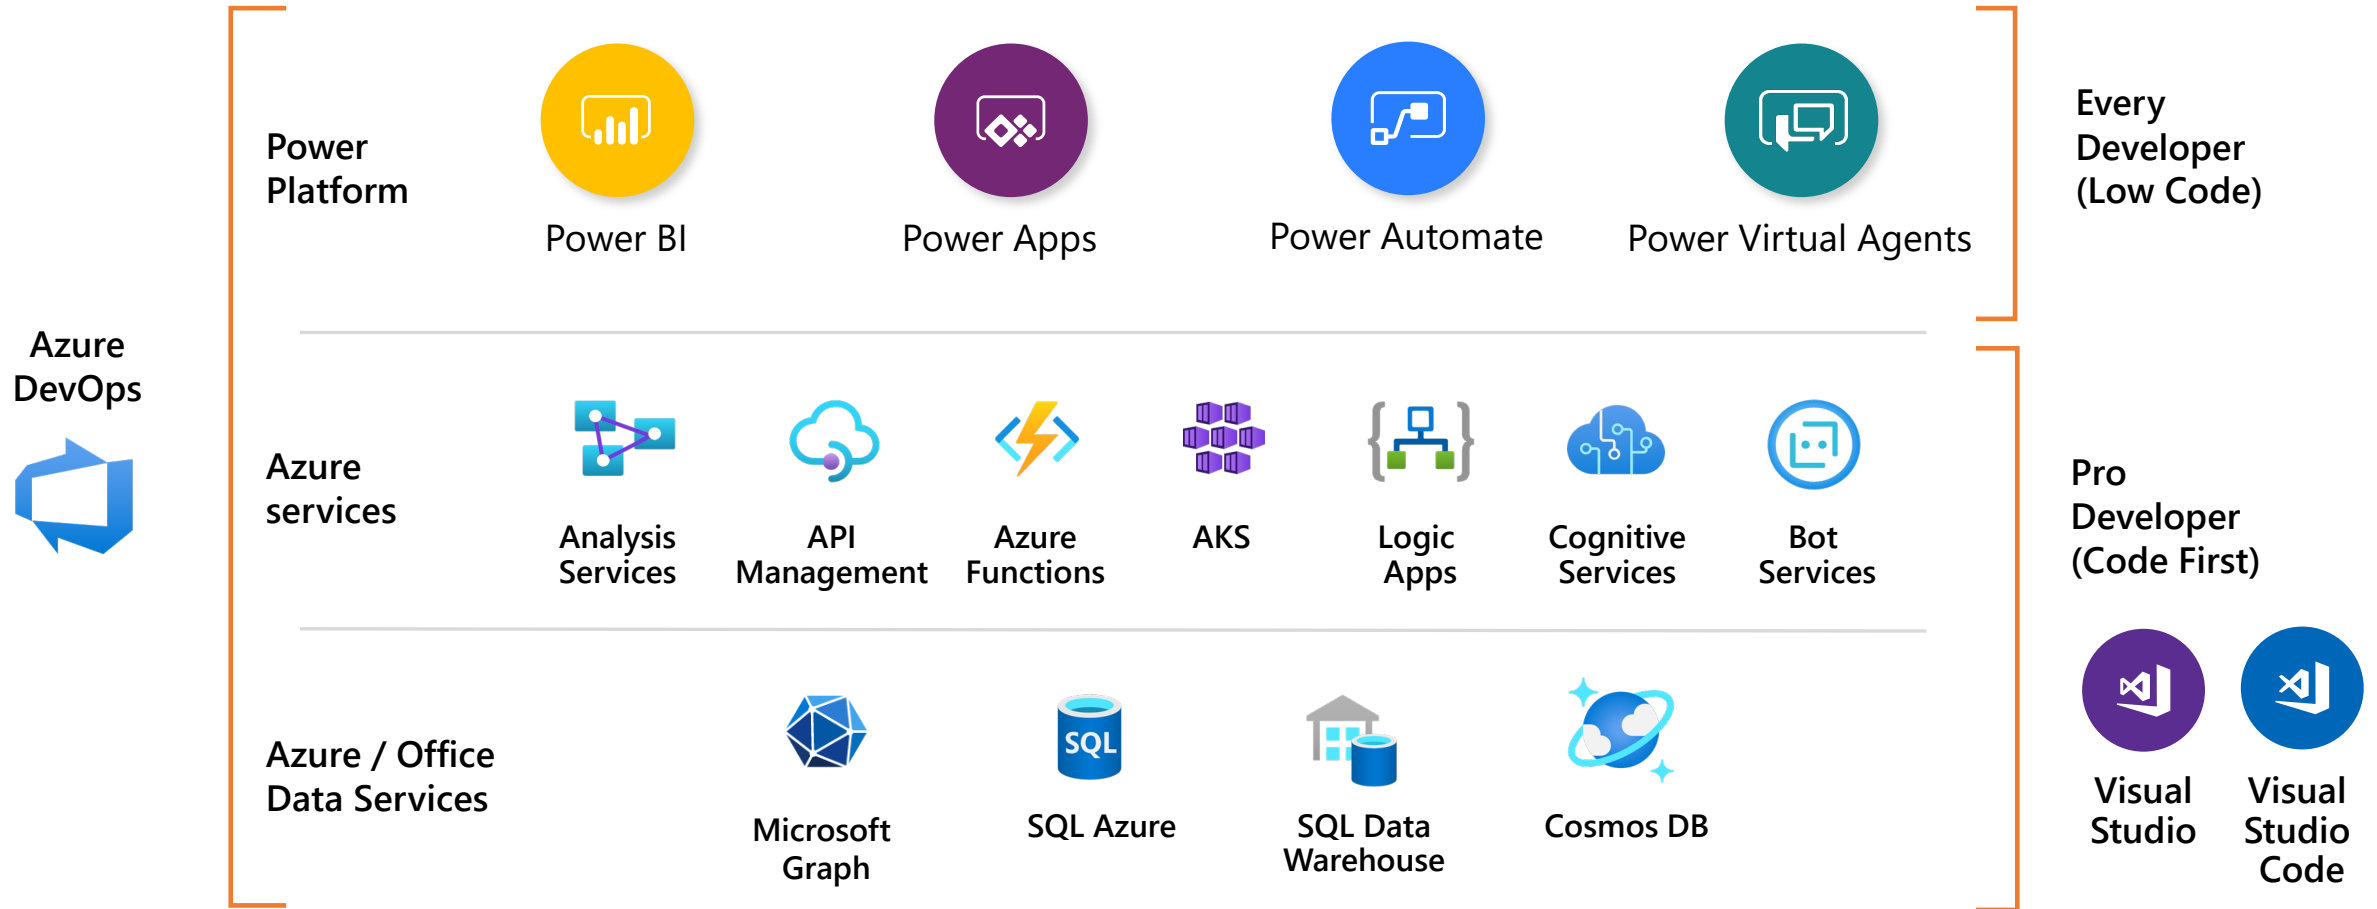 Azure
DevOps
Power
Platform
Power BI
Power Apps
Power Automate
Power Virtual Agents
Every
Developer
(Low Code)
Azure
services
Analysis
Services
API
Management
Azure
Functions
AKS
Logic
Apps
Cognitive
Services
Bot
Services
Pro
Developer
(Code First)
Azure / Office
Data Services
Microsoft
Graph
SQL
SQL Azure
SQL Data
Warehouse
Cosmos DB
Visual
Studio
Visual
Studio
Code